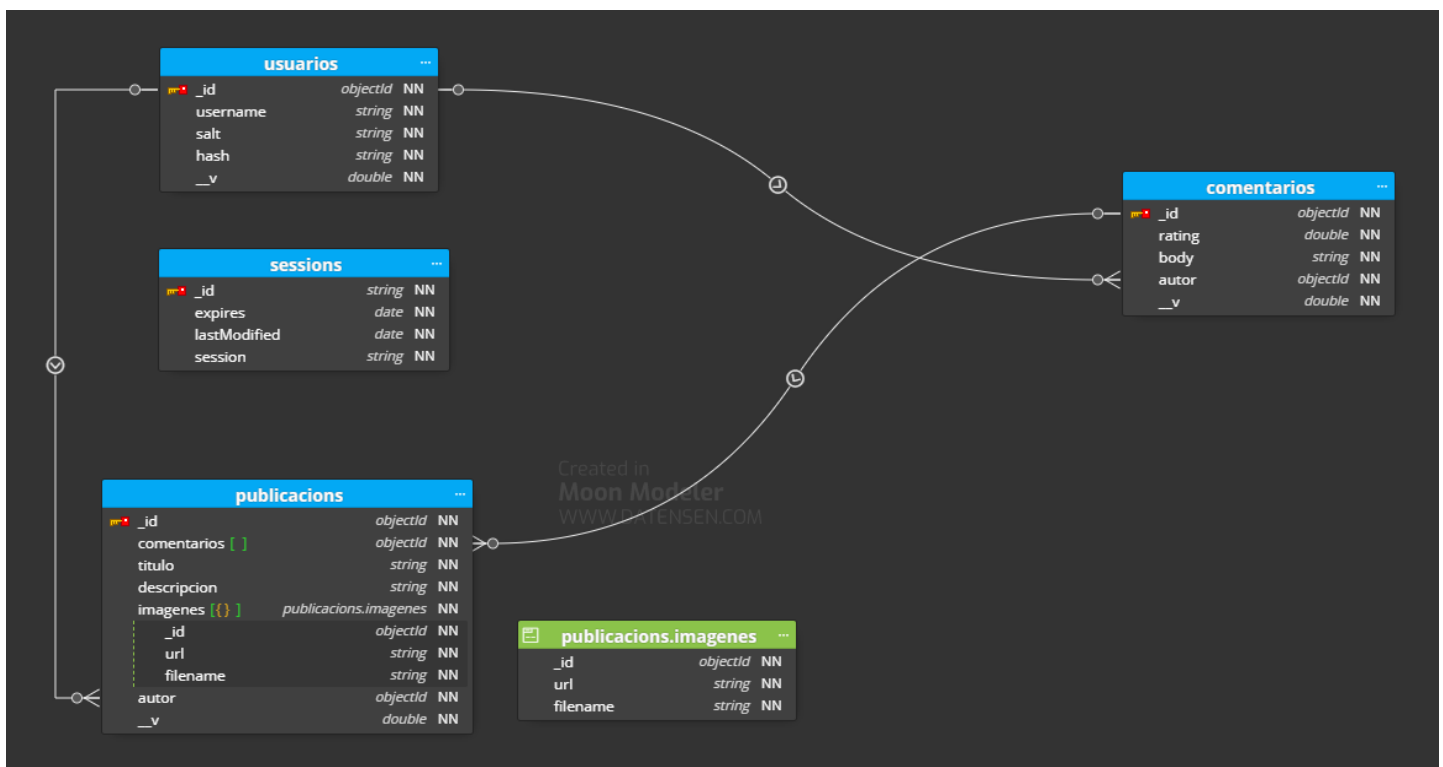 usuarios ...
_id objectId NN
username string NN
salt string NN
hash string NN
__v double NN
comentarios ...
_id objectId NN
rating double NN
body string NN
autor objectId NN
__v double NN
sessions ...
_id string NN
expires date NN
lastModified date NN
session string NN
Created in
Moon Modeler
WWW.DATENSEN.COM
publicacions ...
_id objectId NN
comentarios [ ] objectId NN
titulo string NN
descripcion string NN
imagenes [{} ] publicacions.imagenes NN
_id objectId NN
url string NN
filename string NN
autor objectId NN
__v double NN
publicacions.imagenes ...
_id objectId NN
url string NN
filename string NN